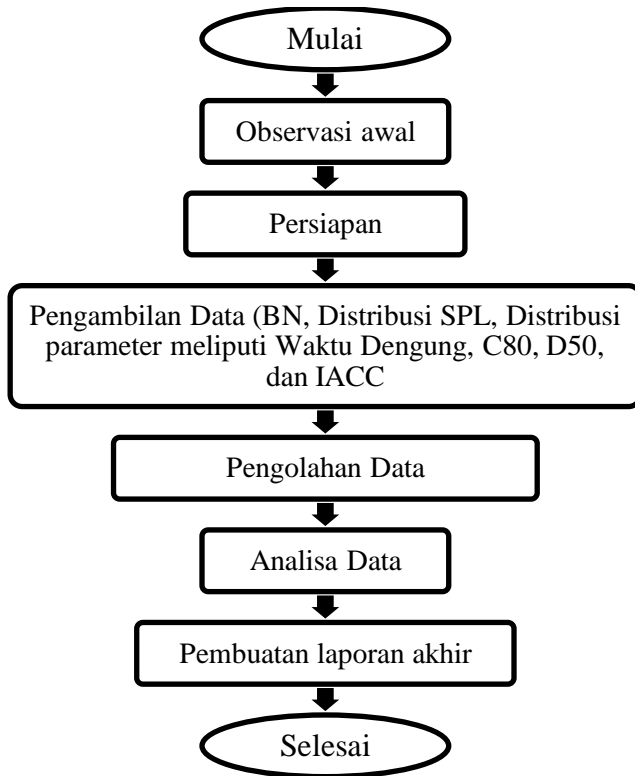 Mulai
Observasi awal
Persiapan
Pengambilan Data (BN, Distribusi SPL, Distribusi
parameter meliputi Waktu Dengung, C80, D50,
dan IACC
Pengolahan Data
Analisa Data
Pembuatan laporan akhir
Selesai